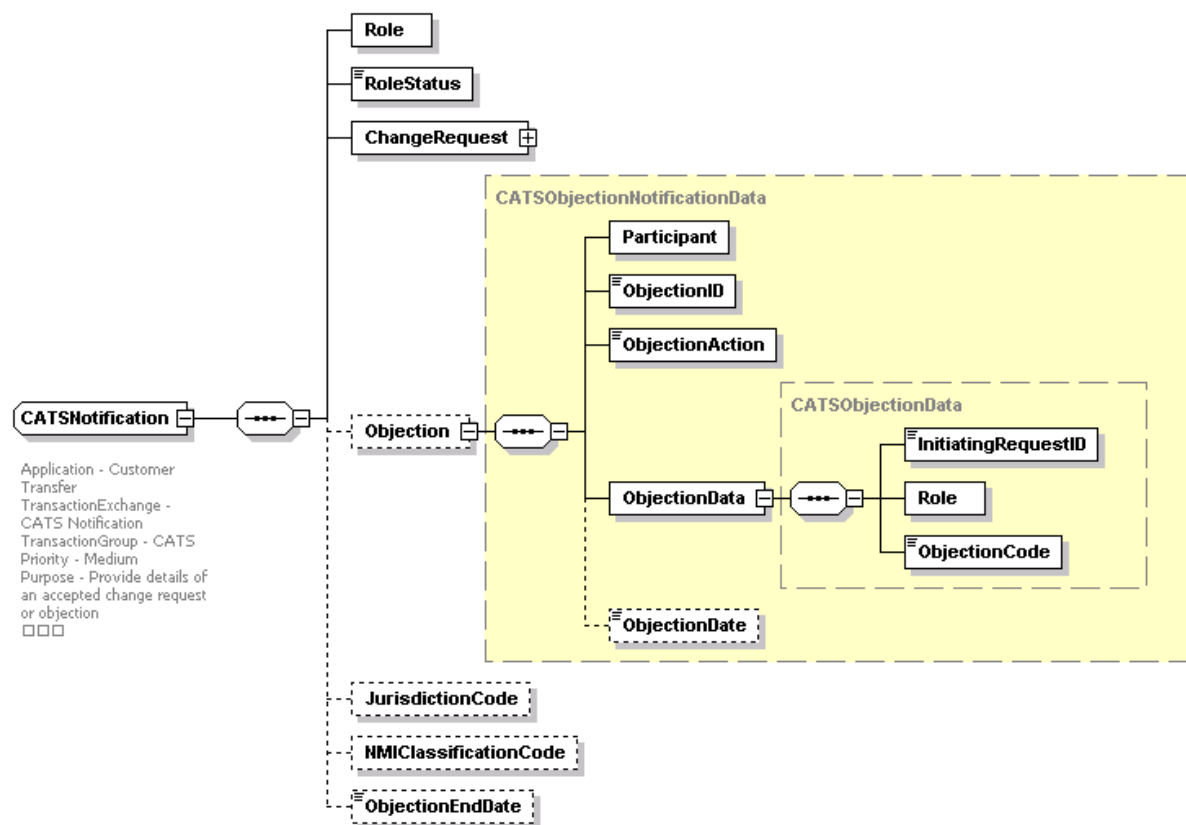 Role
RoleStatus
ChangeRequest
CATSObjectionNotificationData
Participant
ObjectionID
ObjectionAction
CATSObjectionData
InitiatingRequestID
CATSNotification
Objection
ObjectionData
Role
ObjectionCode
Application - Customer
Transfer
TransactionExchange -
CATS Notification
TransactionGroup - CATS
Priority - Medium
Purpose - Provide details of
an accepted change request
or objection
ObjectionDate
JurisdictionCode
NMIClassificationCode
ObjectionEndDate